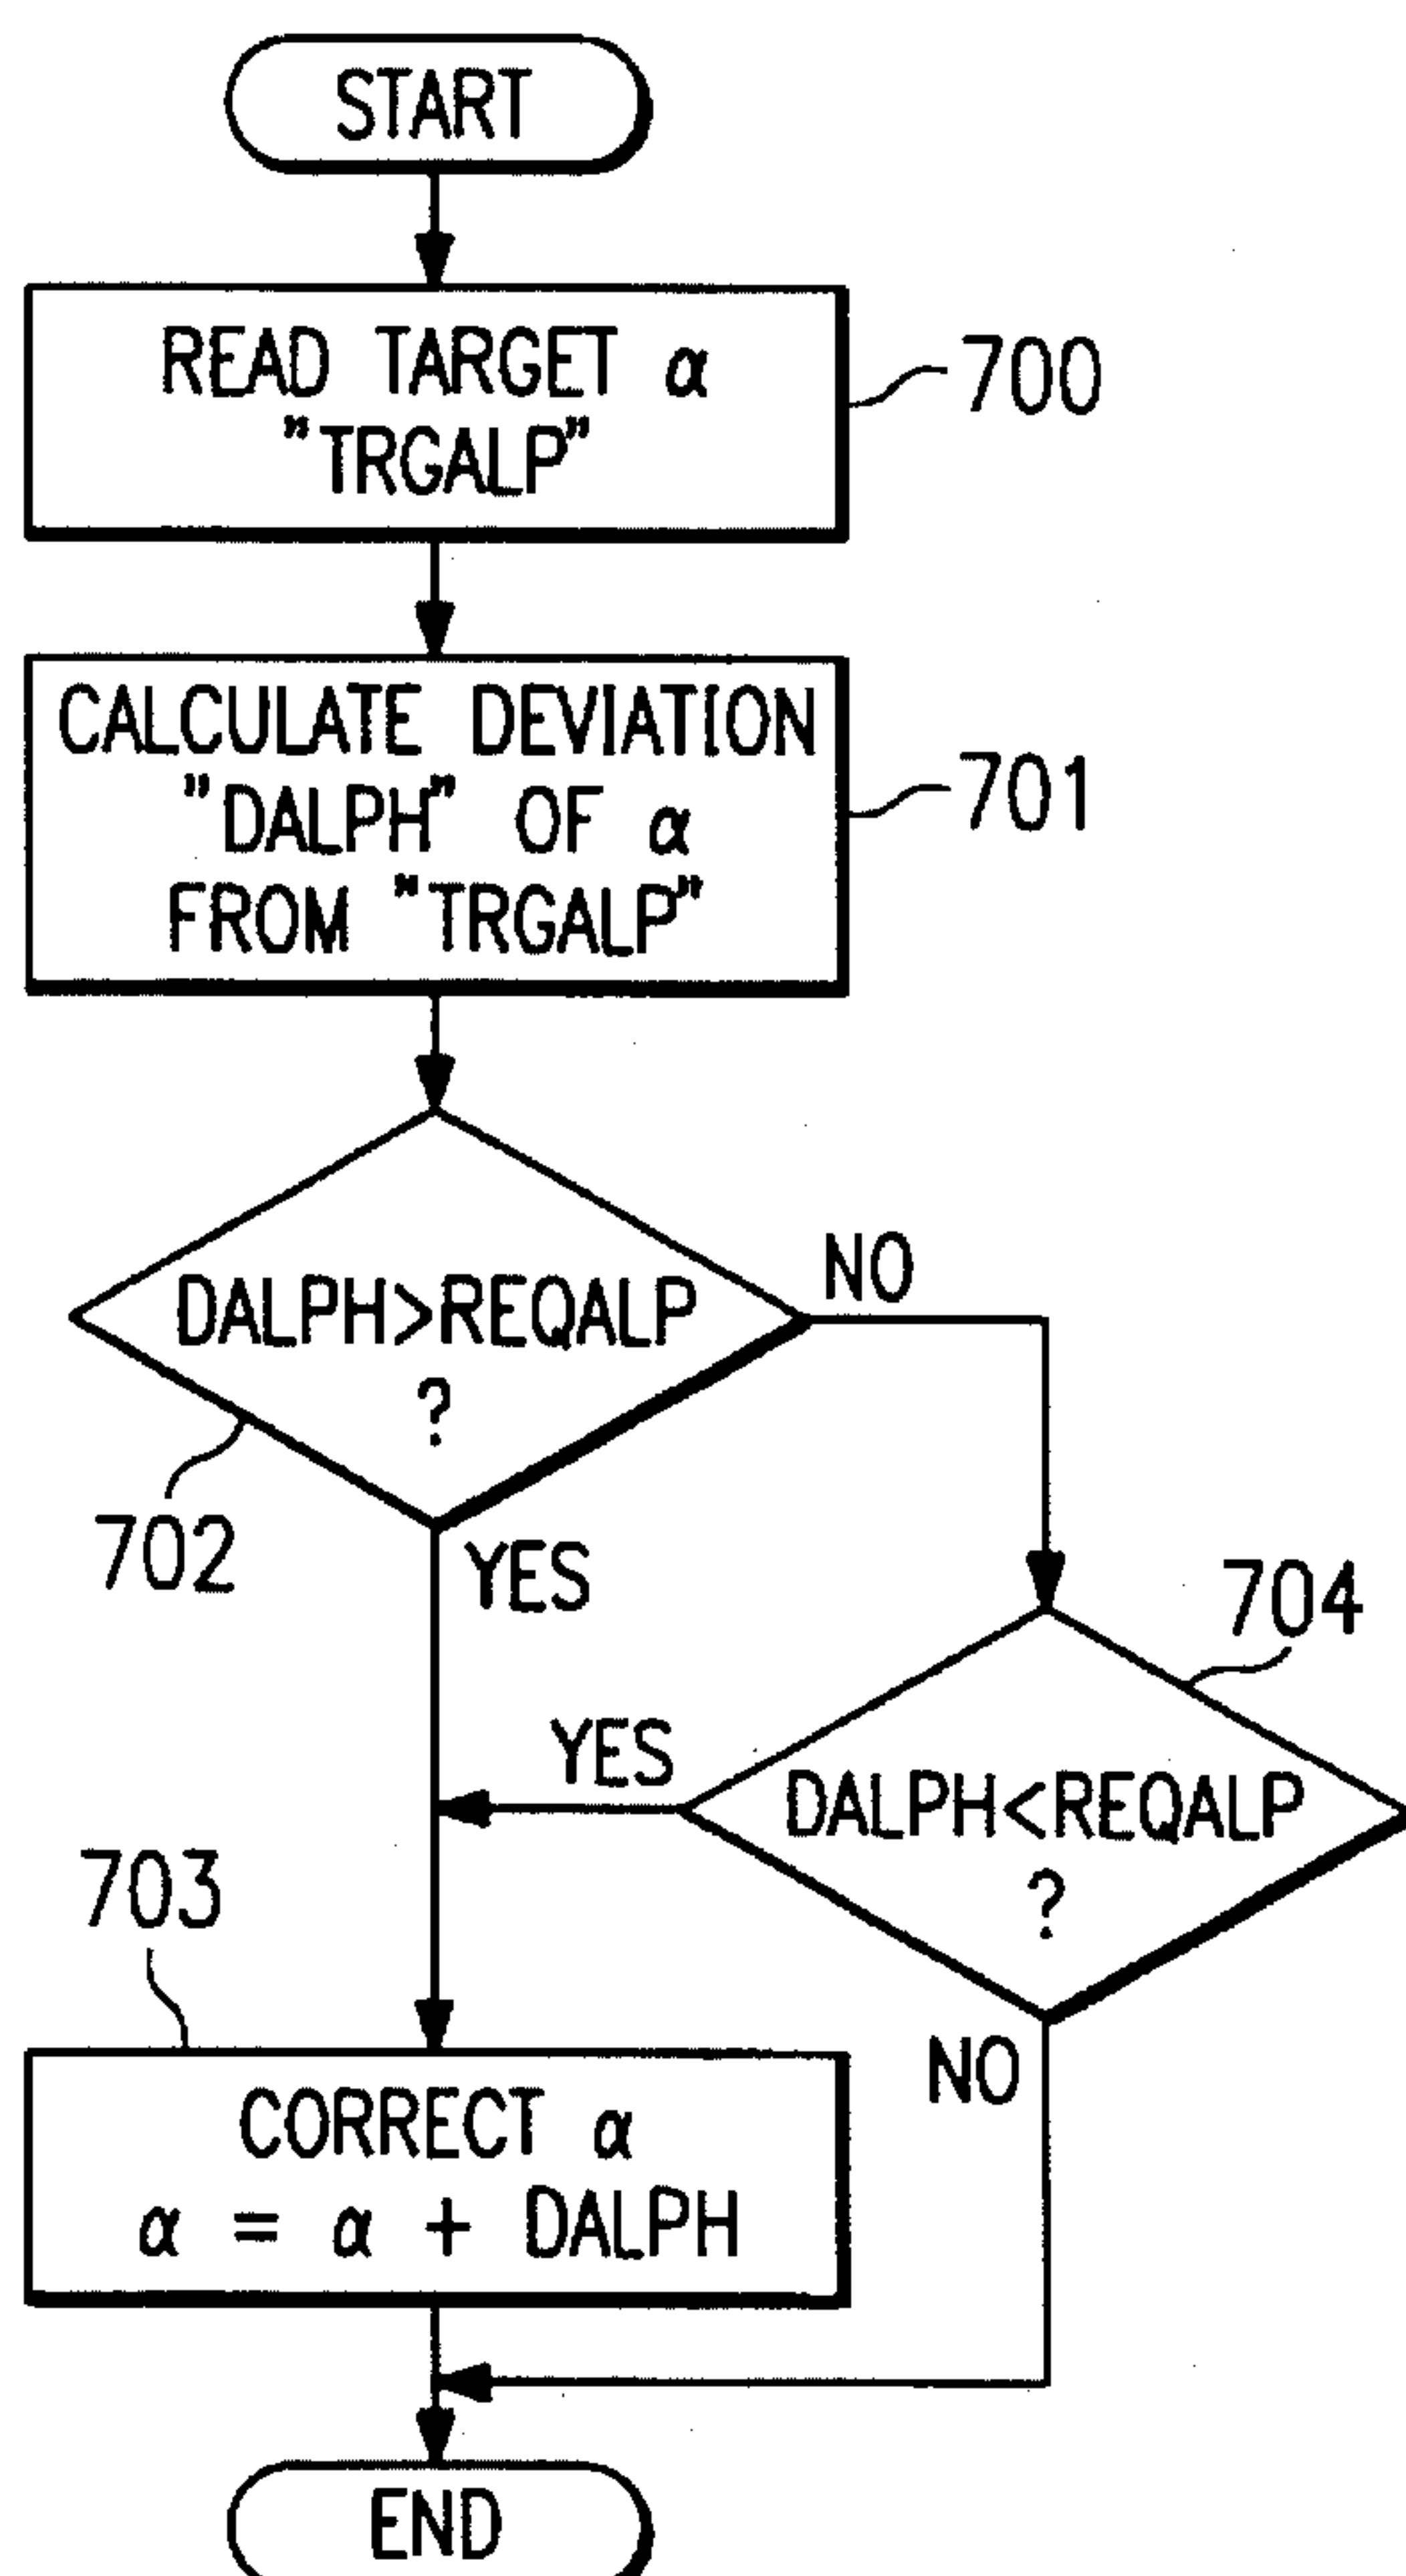 START
READ TARGET α
"TRGALP"
700
CALCULATE DEVIATION
"DALPH" OF α
FROM "TRGALP"
701
DALPH>REQALP
?
NO
702
YES
704
YES
DALPH<REQALP
?
703
NO
CORRECT α
α = α + DALPH
END